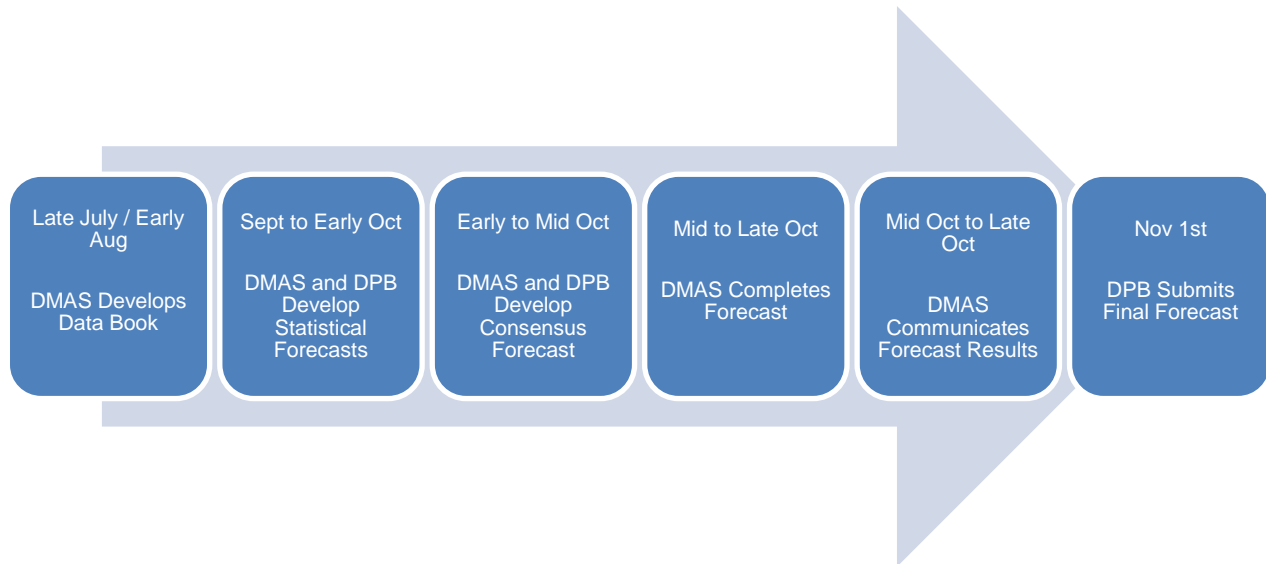 Late July / Early
Aug
DMAS Develops
Data Book
Sept to Early Oct
DMAS and DPB
Develop
Statistical
Forecasts
Early to Mid Oct
DMAS and DPB
Develop
Consensus
Forecast
Mid to Late Oct
DMAS Completes
Forecast
Mid Oct to Late
Oct
DMAS
Communicates
Forecast Results
Nov 1st
DPB Submits
Final Forecast